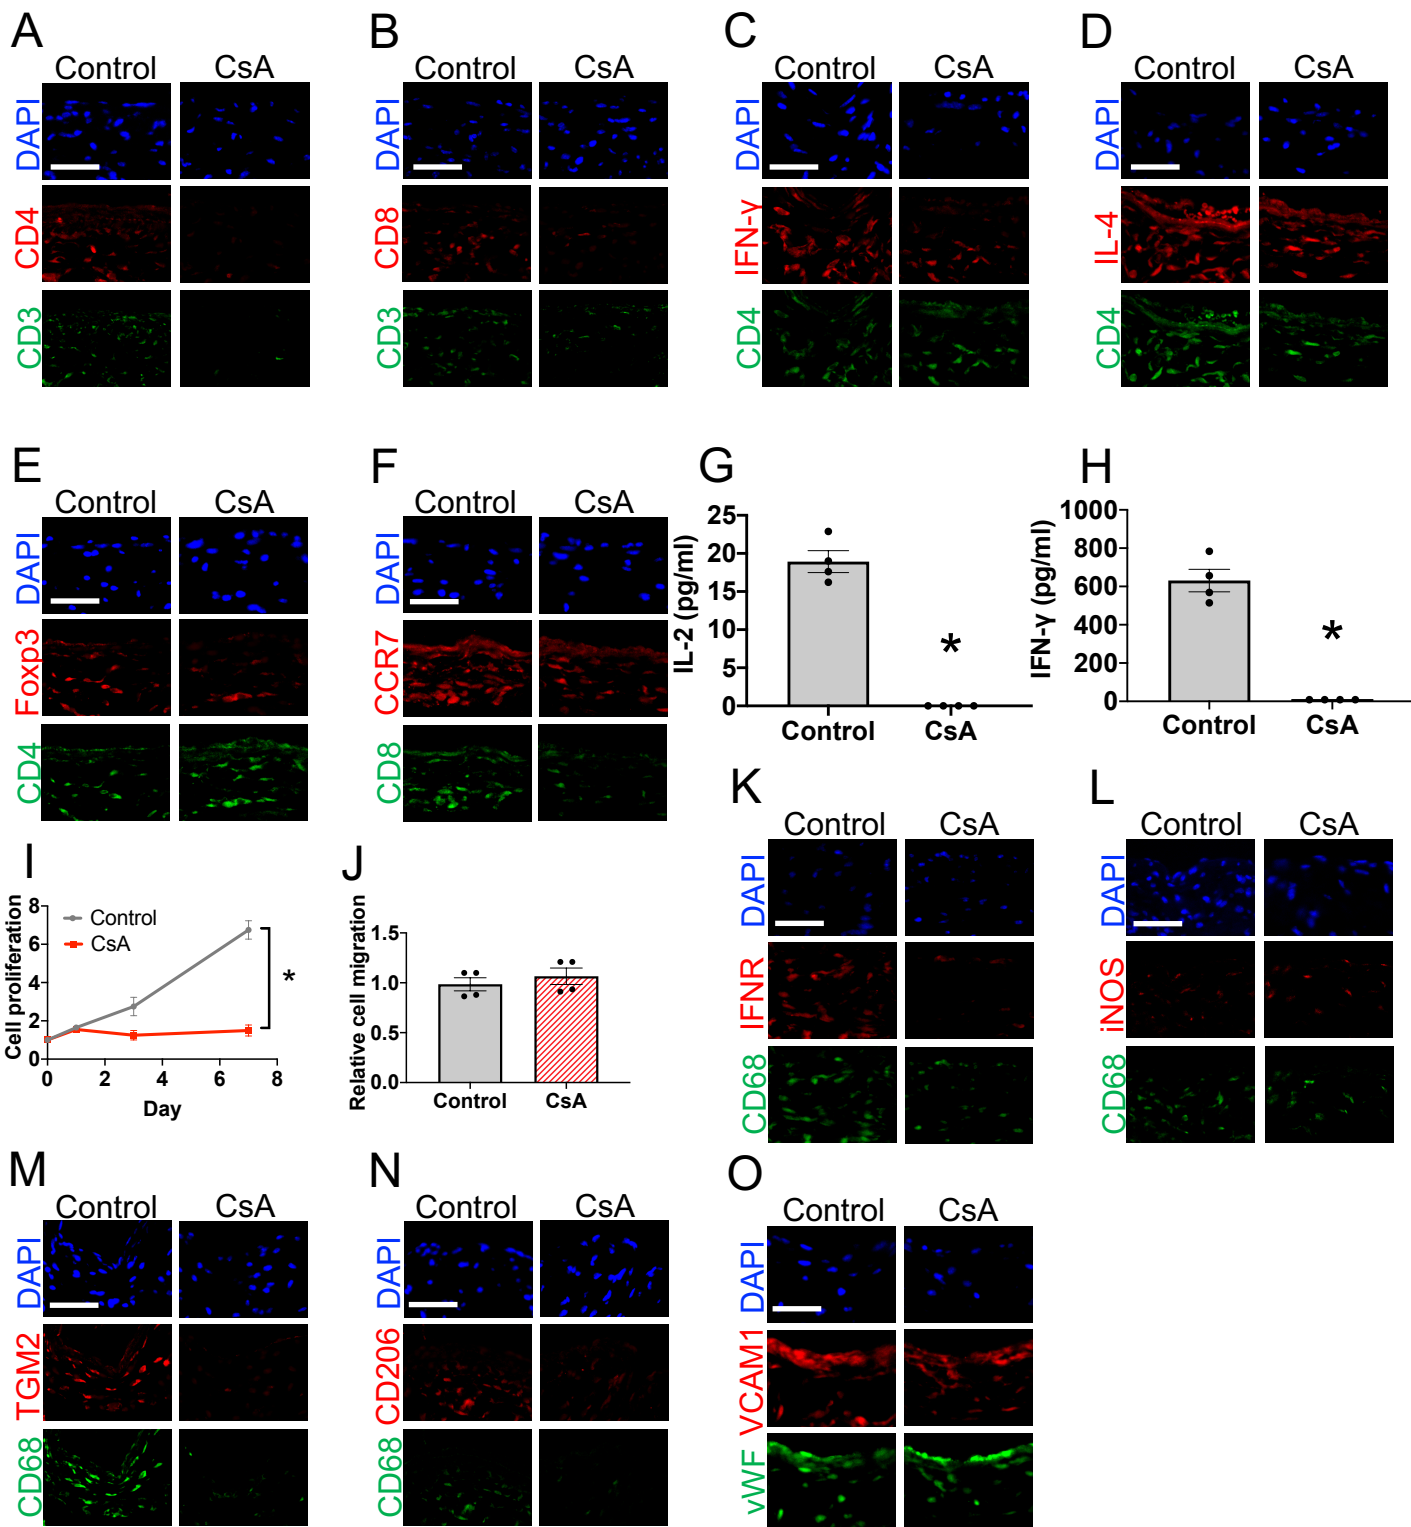 A
Control CsA
DAPI
CD4
CD3
B
Control CsA
DAPI
CD8
CD3
C
Control CsA
DAPI
IFN-γ
CD4
D
Control CsA
DAPI
IL-4
CD4
E
Control CsA
DAPI
Foxp3
CD4
F
Control CsA
DAPI
CCR7
CD8
G
IL-2 (pg/ml)
25
20
15
10
5
0
*
Control CsA
H
IFN-γ (pg/ml)
1000
800
600
400
200
0
*
Control CsA
I
Cell proliferation
8
6
4
2
0
Control
CsA
*
0 2 4 6 8
Day
J
Relative cell migration
1.5
1.0
0.5
0.0
Control CsA
K
Control CsA
DAPI
IFNR
CD68
L
Control CsA
DAPI
iNOS
CD68
M
Control CsA
DAPI
TGM2
CD68
N
Control CsA
DAPI
CD206
CD68
O
Control CsA
DAPI
VCAM1
vWF